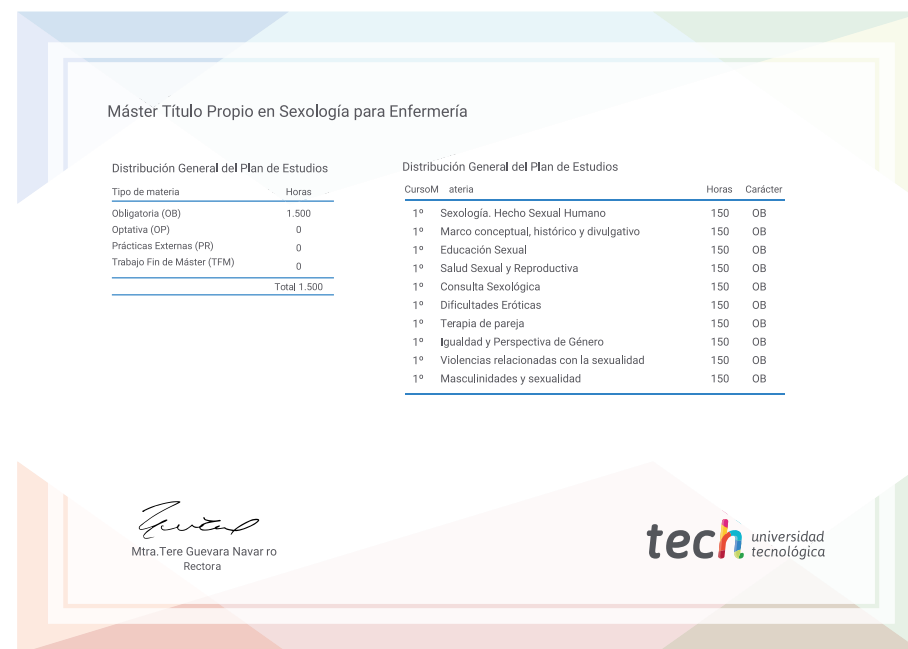 Máster Título Propio en Sexología para Enfermería
Distribución General del Plan de Estudios
Tipo de materia Horas
Obligatoria (OB) 1.500
Optativa (OP) 0
Prácticas Externas (PR) 0
Trabajo Fin de Máster (TFM) 0
Total 1.500
Distribución General del Plan de Estudios
CursoM ateria Horas Carácter
1º Sexología. Hecho Sexual Humano 150 OB
1º Marco conceptual, histórico y divulgativo 150 OB
1º Educación Sexual 150 OB
1º Salud Sexual y Reproductiva 150 OB
1º Consulta Sexológica 150 OB
1º Dificultades Eróticas 150 OB
1º Terapia de pareja 150 OB
1º Igualdad y Perspectiva de Género 150 OB
1º Violencias relacionadas con la sexualidad 150 OB
1º Masculinidades y sexualidad 150 OB
Mtra.Tere Guevara Navar ro
Rectora
tech universidad
tecnológica